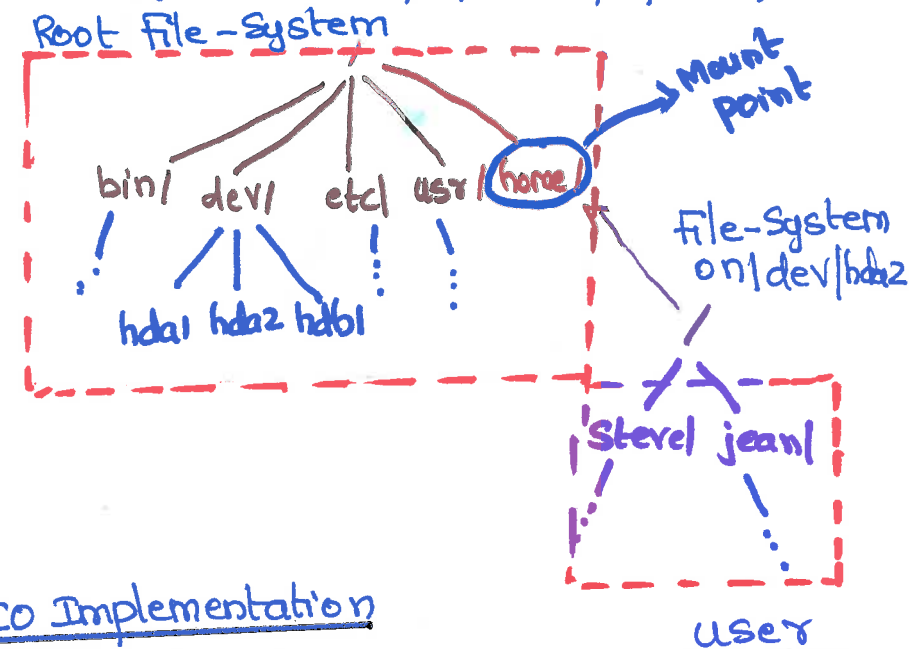 Root File-System
/
Mount
point
bin/ dev/ etc/ usr/ home/
File-System
on/dev/hda2
hda1 hda2 hdb1
/
Steve/ jean/
IO Implementation
user